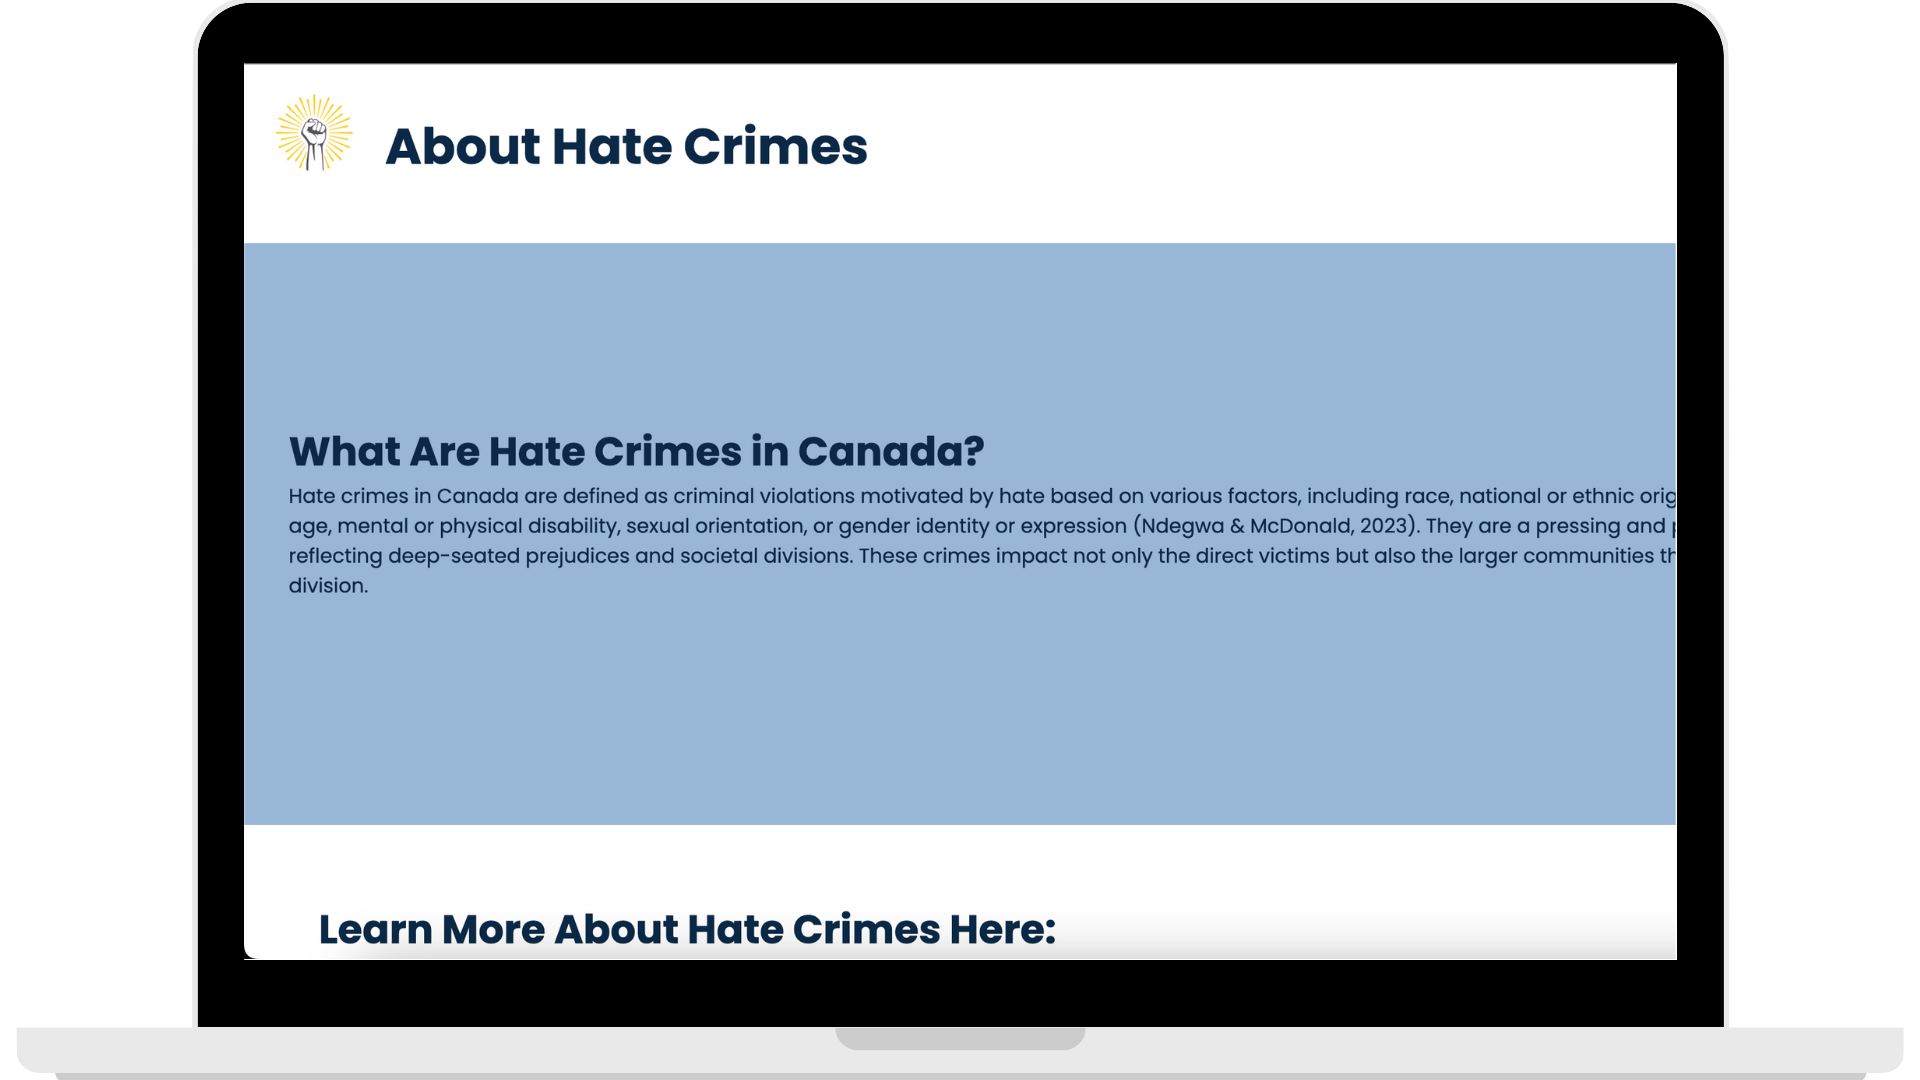 About Hate Crimes
What Are Hate Crimes in Canada?
Hate crimes in Canada are defined as criminal violations motivated by hate based on various factors, including race, national or ethnic orig
age, mental or physical disability, sexual orientation, or gender identity or expression (Ndegwa & McDonald, 2023). They are a pressing and
reflecting deep-seated prejudices and societal divisions. These crimes impact not only the direct victims but also the larger communities
division.
Learn More About Hate Crimes Here: